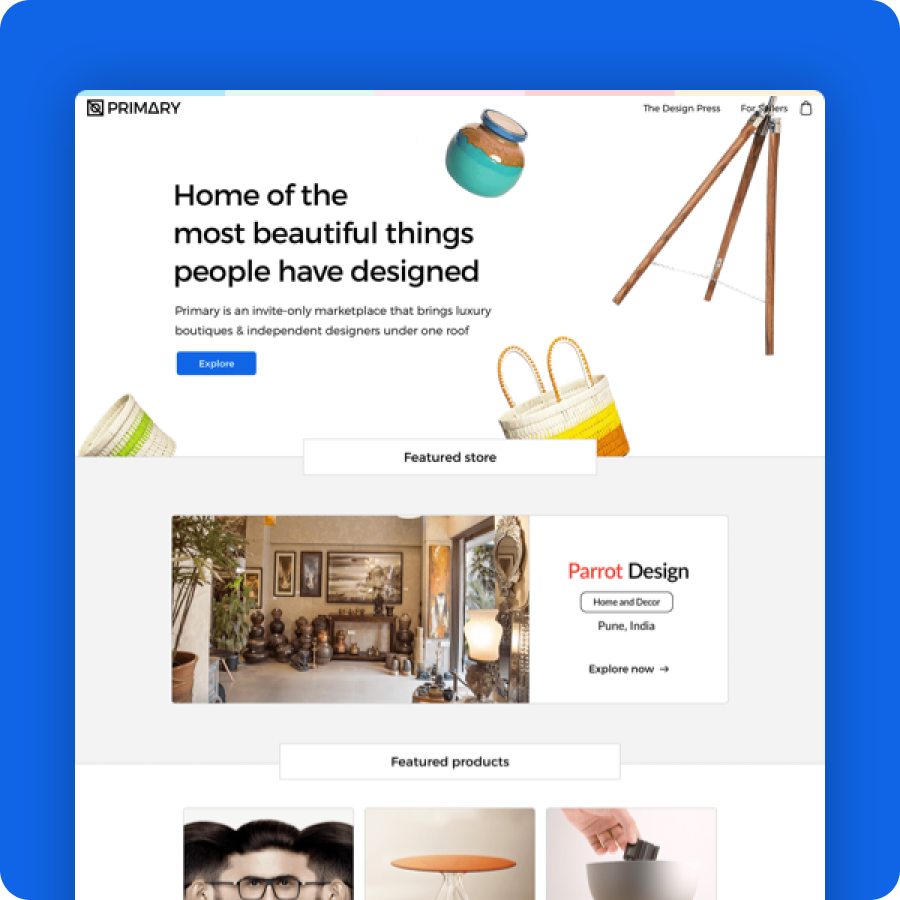 PRIMARY
The Design Press
For Sellers
Home of the
most beautiful things
people have designed
Primary is an invite-only marketplace that brings luxury
boutiques & independent designers under one roof
Explore
Featured store
Parrot Design
Home and Decor
Pune, India
Explore now →
Featured products